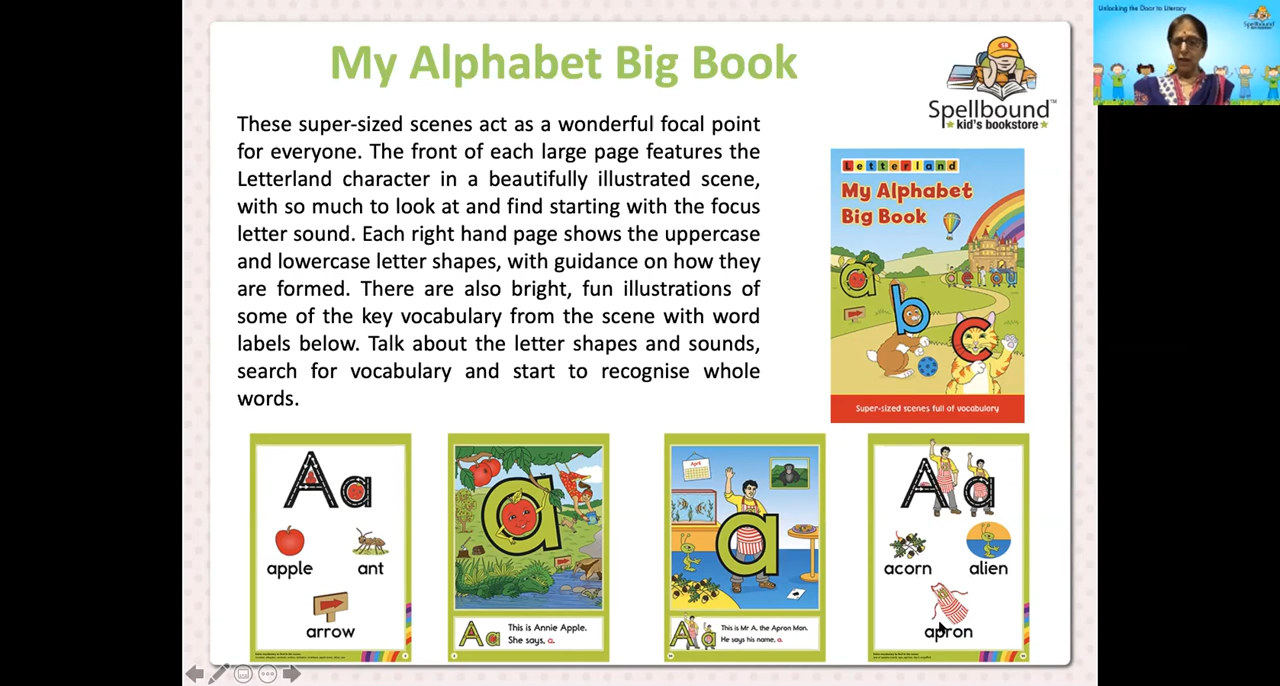 Unlocking the Door to Literacy
Spellbound
My Alphabet Big Book
SB
Spellbound™
kid's bookstore
These super-sized scenes act as a wonderful focal point
for everyone. The front of each large page features the
Letterland character in a beautifully illustrated scene,
with so much to look at and find starting with the focus
letter sound. Each right hand page shows the uppercase
and lowercase letter shapes, with guidance on how they
are formed. There are also bright, fun illustrations of
some of the key vocabulary from the scene with word
labels below. Talk about the letter shapes and sounds,
search for vocabulary and start to recognise whole
words.
Letterland
My Alphabet
Big Book
a
a e i o u
b
c
Super-sized scenes full of vocabulary
Aa
apple
ant
arrow
a
Aa
This is Annie Apple.
She says, a.
April
a
Aa
This is Mr A, the Apron Man.
He says his name, a.
Aa
acorn
alien
apron